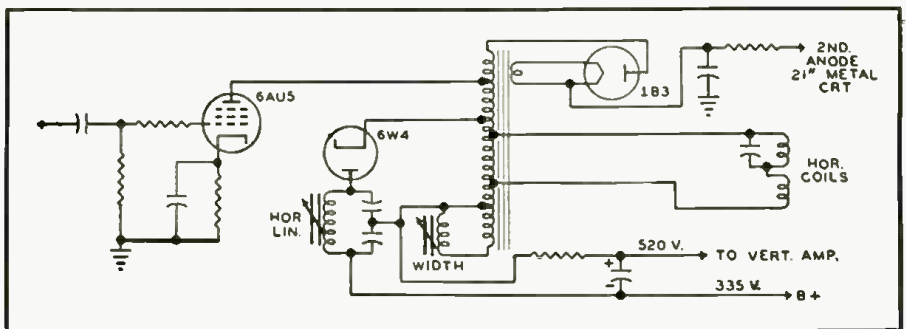 2ND.
ANODE
21" METAL
CRT
6AU5
1B3
6W4
HOR.
COILS
HOR
LIN.
WIDTH
520 V.
TO VERT. AMP.
+
-
335 V.
B+